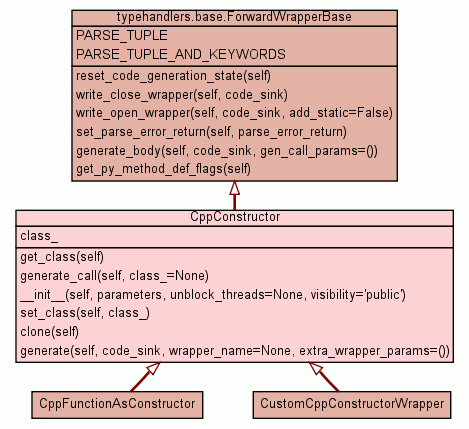 typehandlers.base.ForwardWrapperBase
PARSE_TUPLE
PARSE_TUPLE_AND_KEYWORDS
reset_code_generation_state(self)
write_close_wrapper(self, code_sink)
write_open_wrapper(self, code_sink, add_static=False)
set_parse_error_return(self, parse_error_return)
generate_body(self, code_sink, gen_call_params=())
get_py_method_def_flags(self)
CppConstructor
class_
get_class(self)
generate_call(self, class_=None)
__init__(self, parameters, unblock_threads=None, visibility='public')
set_class(self, class_)
clone(self)
generate(self, code_sink, wrapper_name=None, extra_wrapper_params=())
CppFunctionAsConstructor
CustomCppConstructorWrapper